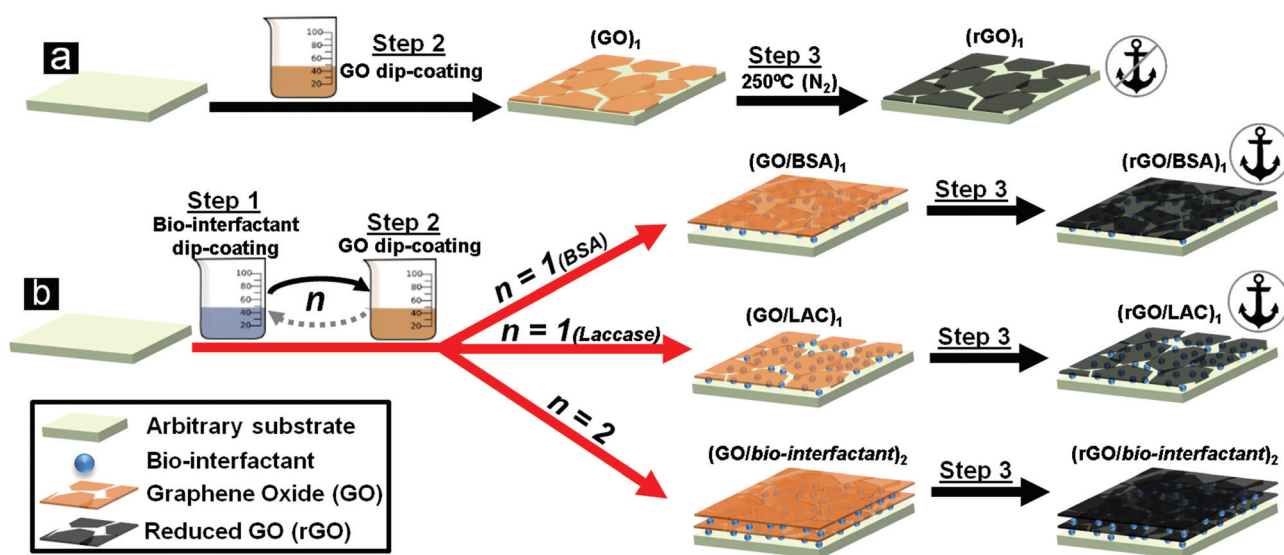 a
100
80
60
40
20
Step 2
GO dip-coating
(GO)₁
Step 3
250ºC (N₂)
(rGO)₁
b
Step 1
Bio-interfactant
dip-coating
100
80
60
40
20
n
Step 2
GO dip-coating
100
80
60
40
20
n = 1(BSA)
(GO/BSA)₁
Step 3
(rGO/BSA)₁
n = 1(Laccase)
(GO/LAC)₁
Step 3
(rGO/LAC)₁
n = 2
(GO/bio-interfactant)₂
Step 3
(rGO/bio-interfactant)₂
Arbitrary substrate
Bio-interfactant
Graphene Oxide (GO)
Reduced GO (rGO)